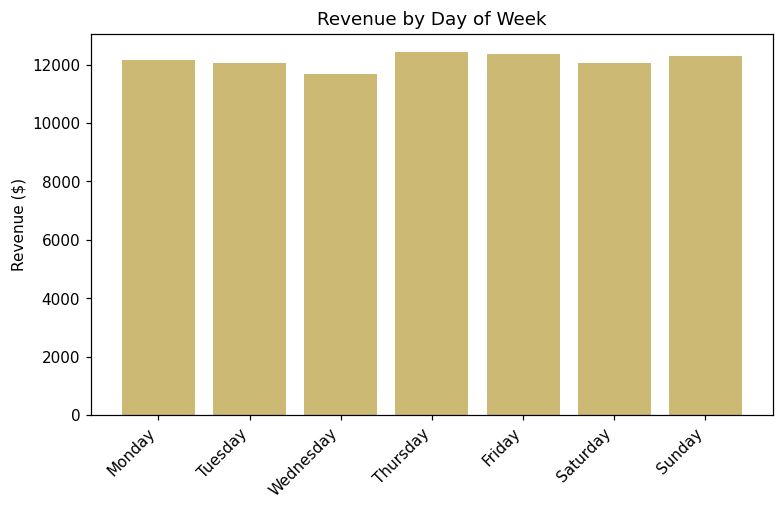 Revenue by Day of Week
Revenue ($)
12000
10000
8000
6000
4000
2000
0
Monday
Tuesday
Wednesday
Thursday
Friday
Saturday
Sunday